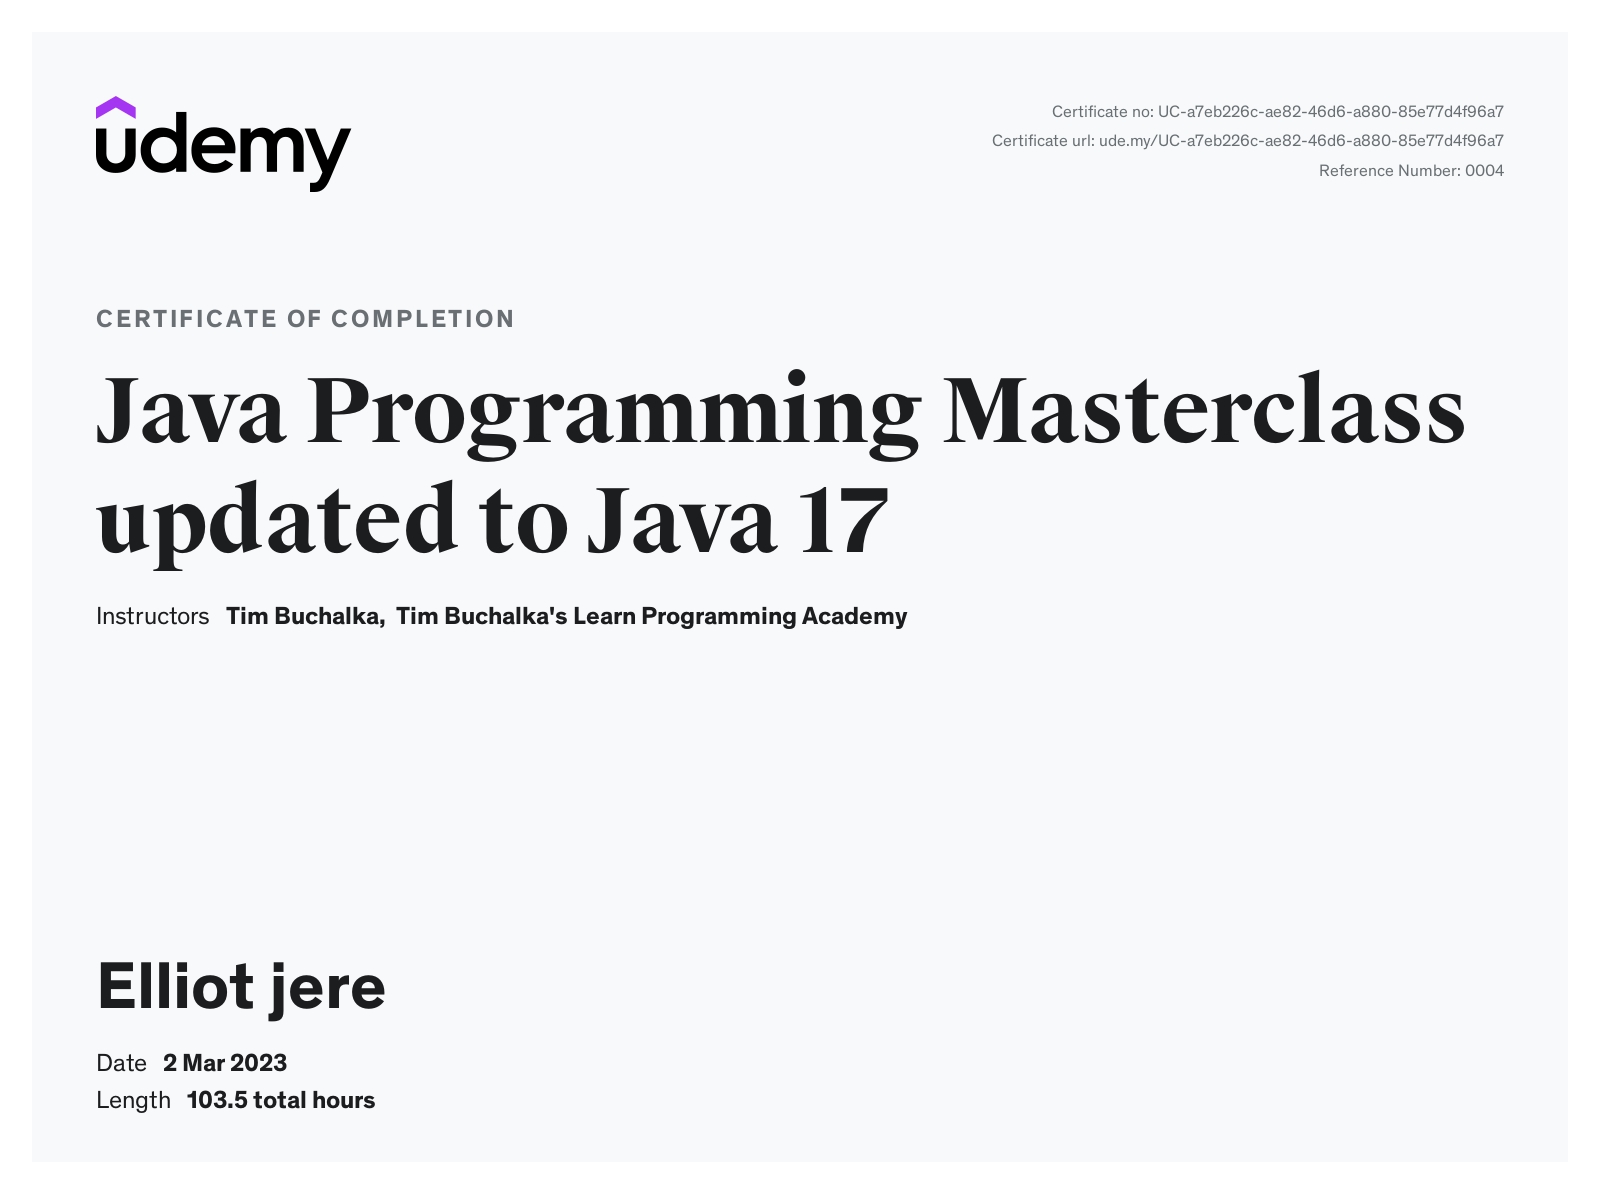 udemy
Certificate no: UC-a7eb226c-ae82-46d6-a880-85e77d4f96a7
Certificate url: ude.my/UC-a7eb226c-ae82-46d6-a880-85e77d4f96a7
Reference Number: 0004
CERTIFICATE OF COMPLETION
Java Programming Masterclass
updated to Java 17
Instructors Tim Buchalka, Tim Buchalka's Learn Programming Academy
Elliot jere
Date 2 Mar 2023
Length 103.5 total hours